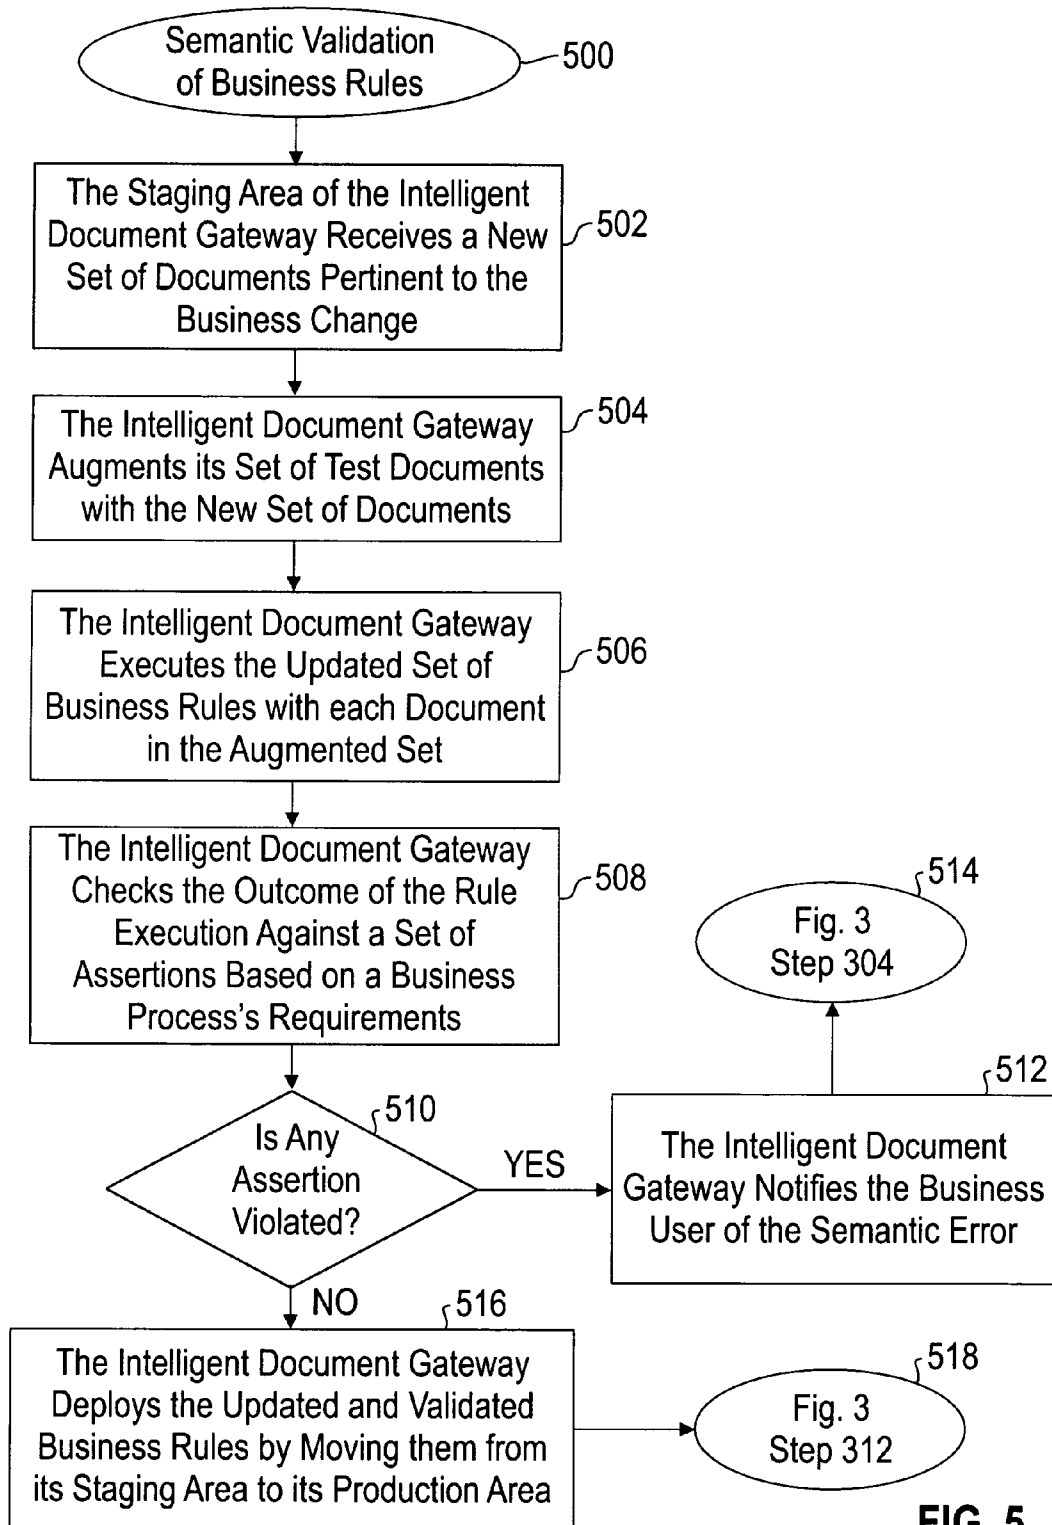 Semantic Validation
of Business Rules
500
The Staging Area of the Intelligent
Document Gateway Receives a New
Set of Documents Pertinent to the
Business Change
502
The Intelligent Document Gateway
Augments its Set of Test Documents
with the New Set of Documents
504
The Intelligent Document Gateway
Executes the Updated Set of
Business Rules with each Document
in the Augmented Set
506
The Intelligent Document Gateway
Checks the Outcome of the Rule
Execution Against a Set of
Assertions Based on a Business
Process's Requirements
508
514
Fig. 3
Step 304
510
Is Any
Assertion
Violated?
YES
512
The Intelligent Document
Gateway Notifies the Business
User of the Semantic Error
NO
516
The Intelligent Document Gateway
Deploys the Updated and Validated
Business Rules by Moving them from
its Staging Area to its Production Area
518
Fig. 3
Step 312
FIG. 5